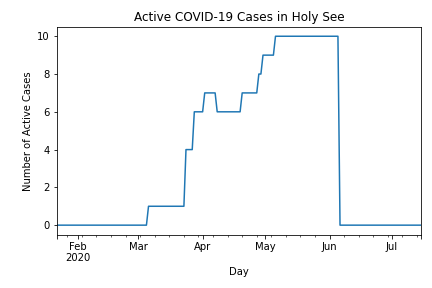 Active COVID-19 Cases in Holy See
Number of Active Cases
10
8
6
4
2
0
Feb Mar Apr May Jun Jul
2020
Day